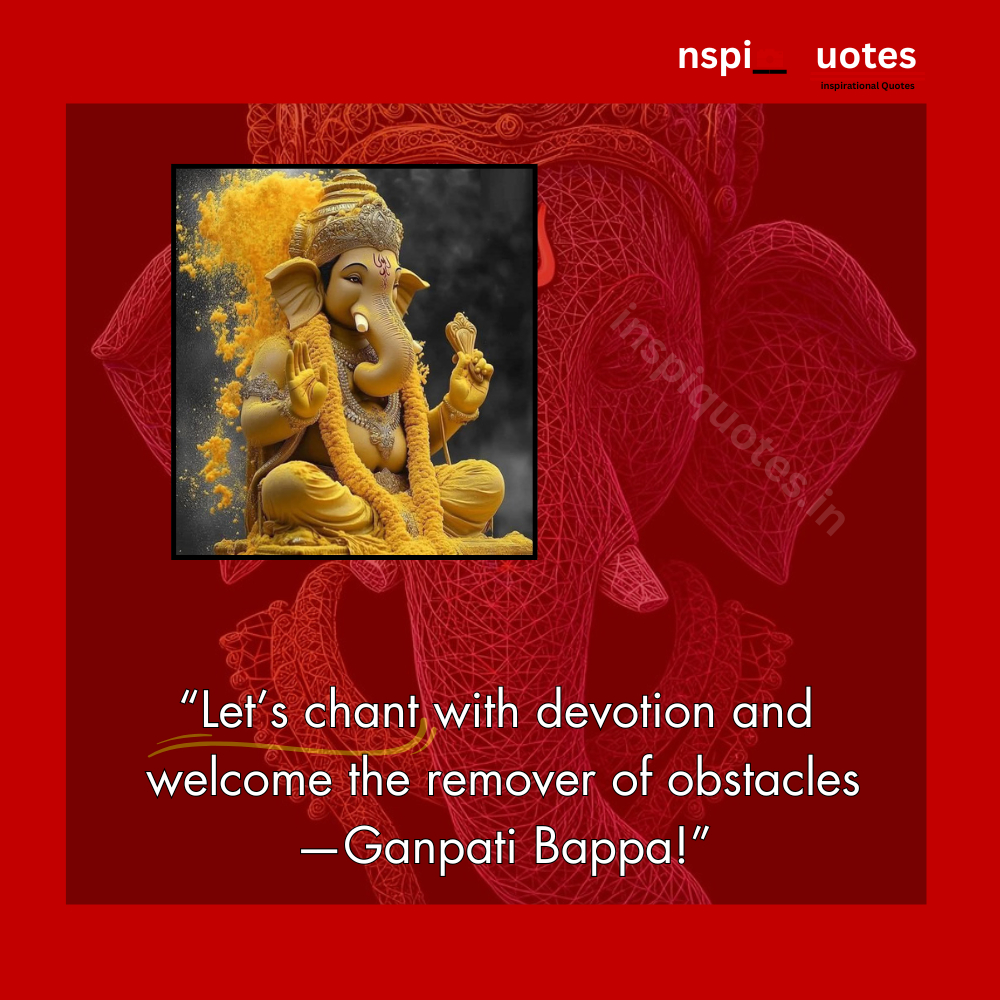 nspi__ uotes
Inspirational Quotes
inspiquotes.in
“Let’s chant with devotion and
welcome the remover of obstacles
—Ganpati Bappa!”